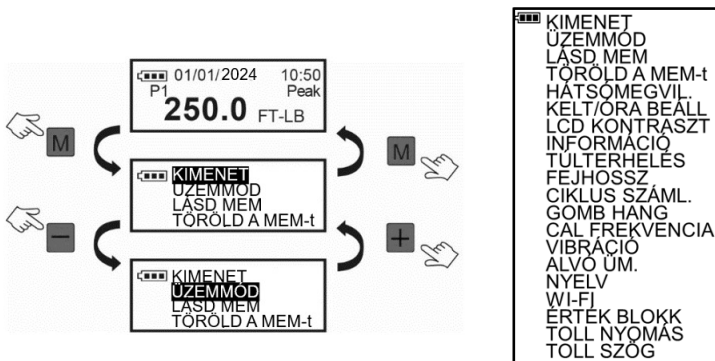 01/01/2024 10:50
P1 Peak
250.0 FT-LB
M
M
KIMENET
ÜZEMMÓD
LÁSD MEM
TÖRÖLD A MEM-t
−
+
KIMENET
ÜZEMMÓD
LÁSD MEM
TÖRÖLD A MEM-t
KIMENET
ÜZEMMÓD
LÁSD MEM
TÖRÖLD A MEM-t
HÁTSÓMEGVIL.
KELT/ÓRA BEÁLL
LCD KONTRASZT
INFORMÁCIÓ
TÚLTERHELÉS
FEJHOSSZ
CIKLUS SZÁML.
GOMB HANG
CAL FREKVENCIA
VIBRÁCIÓ
ALVÓ ÜM.
NYELV
WI-FI
ÉRTÉK BLOKK
TOLL NYOMÁS
TOLL SZÖG